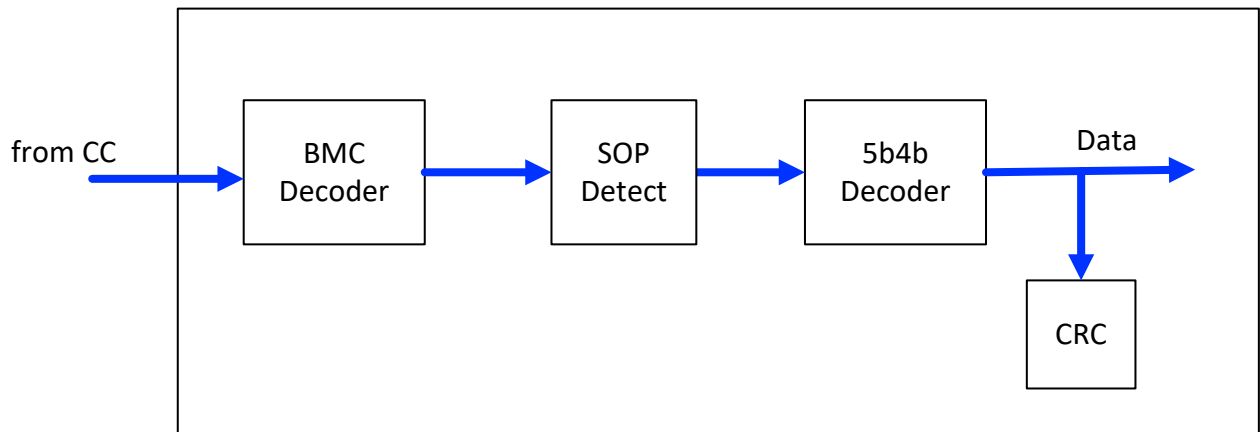 from CC
BMC
Decoder
SOP
Detect
5b4b
Decoder
Data
CRC